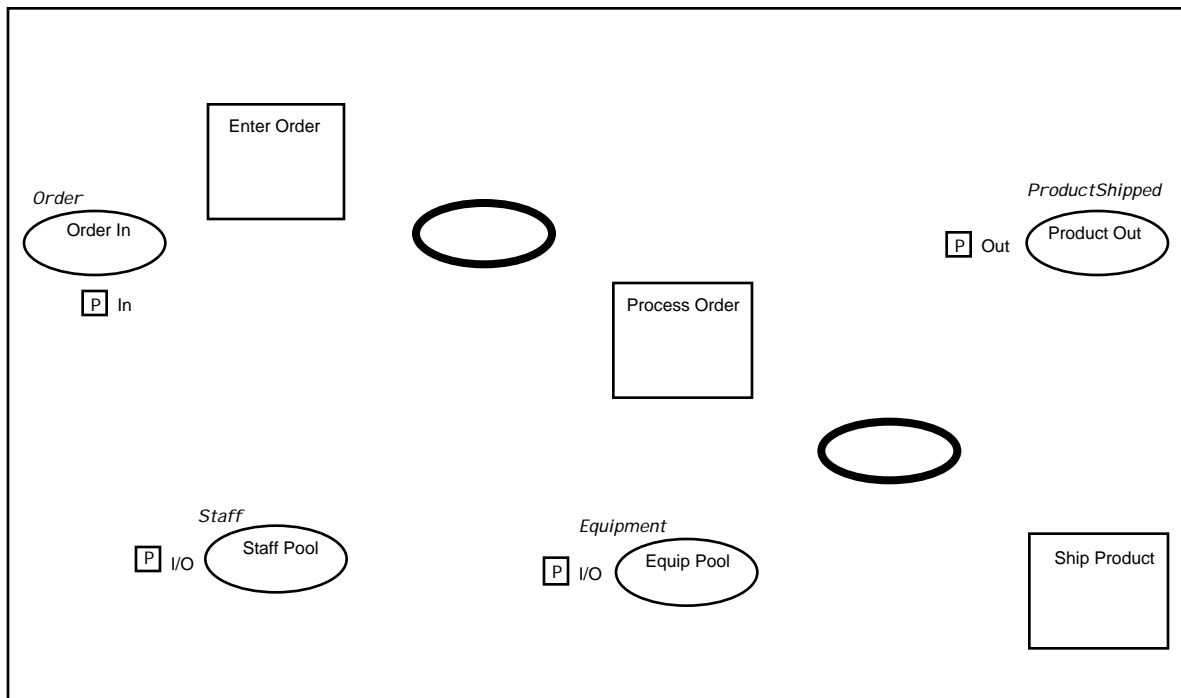 Enter Order
Order
Order In
P In
ProductShipped
Product Out
P Out
Process Order
Staff
Staff Pool
P I/O
Equipment
Equip Pool
P I/O
Ship Product